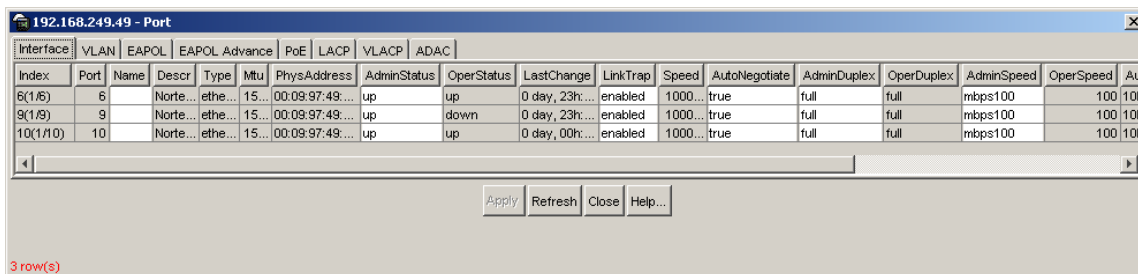 192.168.249.49 - Port
Interface VLAN EAPOL EAPOL Advance PoE LACP VLACP ADAC
Index Port Name Descr Type Mtu PhysAddress AdminStatus OperStatus LastChange LinkTrap Speed AutoNegotiate AdminDuplex OperDuplex AdminSpeed OperSpeed Au
6(1/6) 6 Norte... ethe... 15... 00:09:97:49:... up up 0 day, 23h:... enabled 1000... true full full mbps100 100 10
9(1/9) 9 Norte... ethe... 15... 00:09:97:49:... up down 0 day, 23h:... enabled 1000... true full full mbps100 100 10
10(1/10) 10 Norte... ethe... 15... 00:09:97:49:... up up 0 day, 00h:... enabled 1000... true full full mbps100 100 10
Apply Refresh Close Help...
3 row(s)